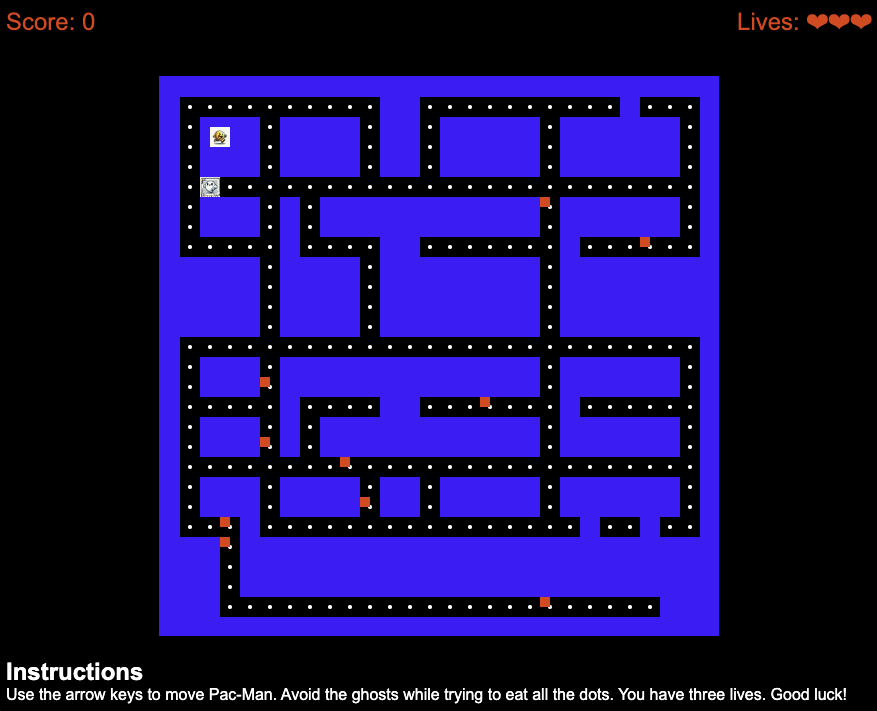 Score: 0
Lives: ❤❤❤
Instructions
Use the arrow keys to move Pac-Man. Avoid the ghosts while trying to eat all the dots. You have three lives. Good luck!